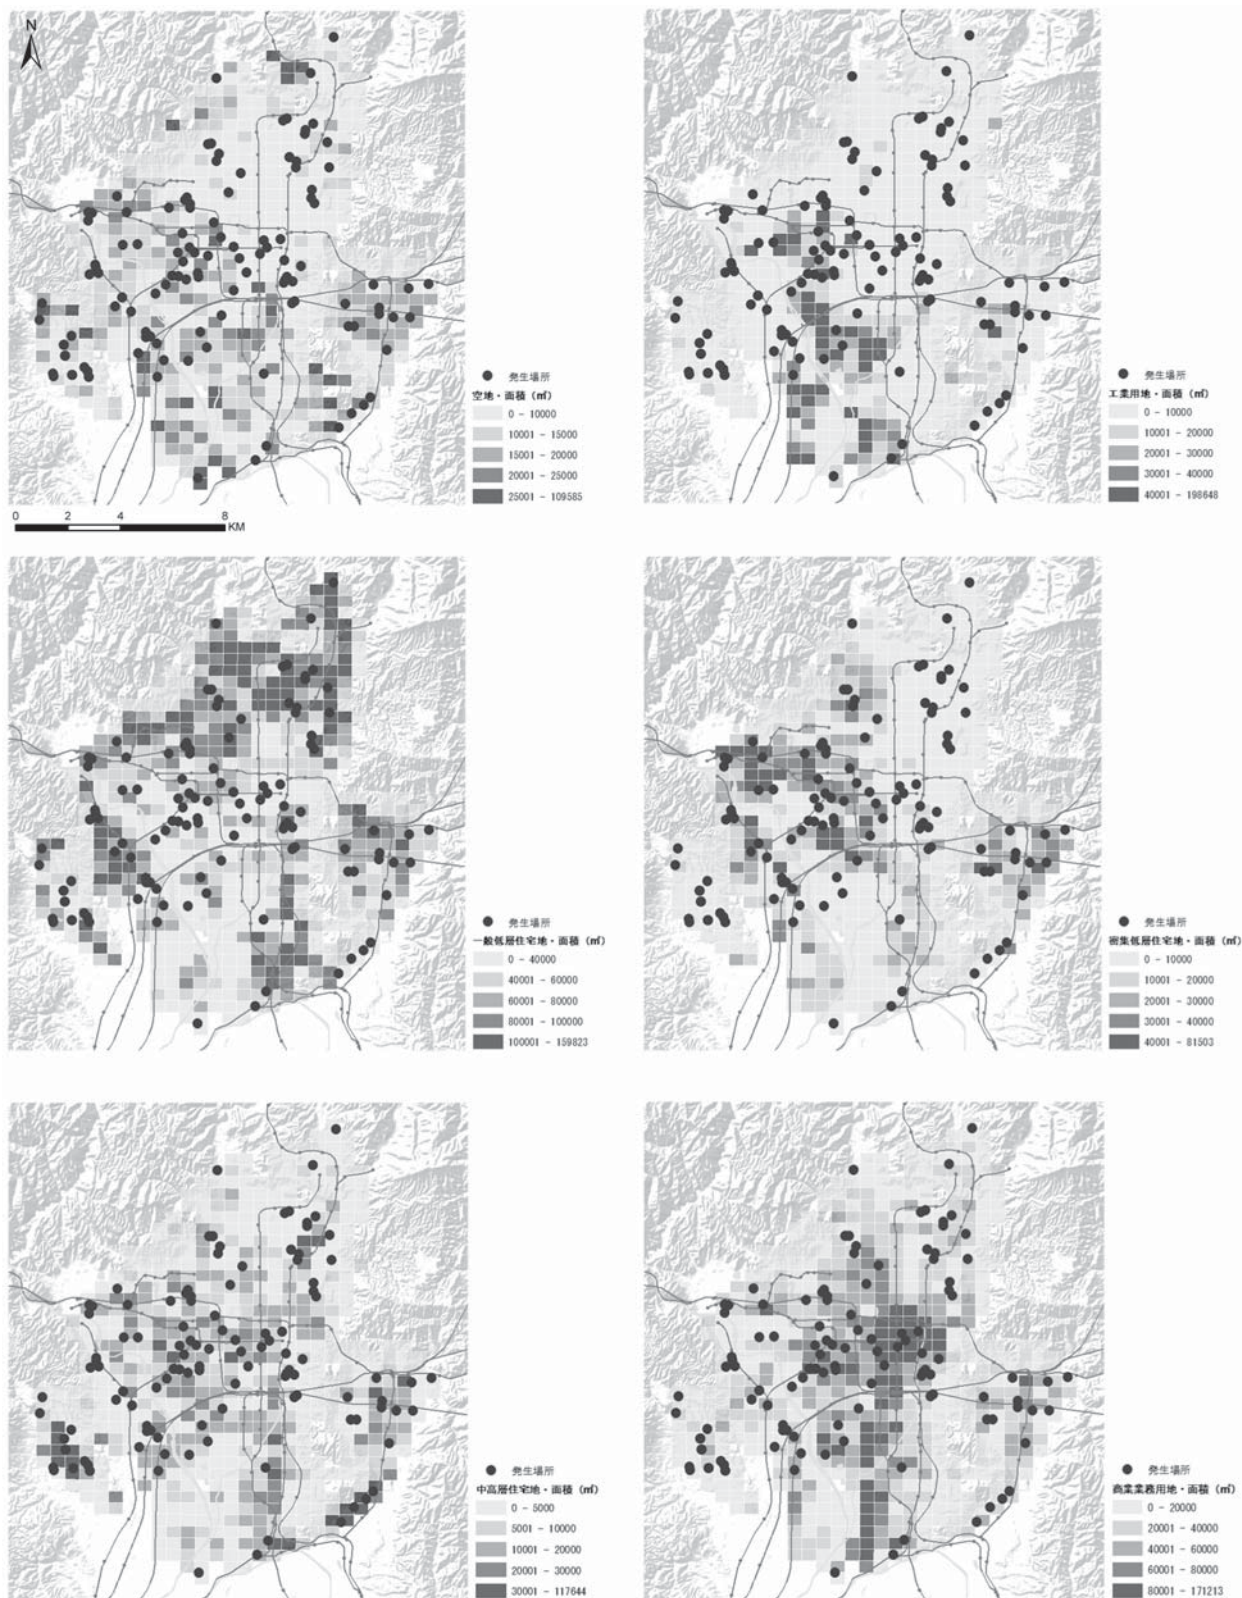 N
発生場所
空地・面積 (㎡)
0 - 10000
10001 - 15000
15001 - 20000
20001 - 25000
25001 - 109585
0 2 4 8
KM
発生場所
工業用地・面積 (㎡)
0 - 10000
10001 - 20000
20001 - 30000
30001 - 40000
40001 - 198648
発生場所
一般低層住宅地・面積 (㎡)
0 - 40000
40001 - 60000
60001 - 80000
80001 - 100000
100001 - 159823
発生場所
密集低層住宅地・面積 (㎡)
0 - 10000
10001 - 20000
20001 - 30000
30001 - 40000
40001 - 81503
発生場所
中高層住宅地・面積 (㎡)
0 - 5000
5001 - 10000
10001 - 20000
20001 - 30000
30001 - 117644
発生場所
商業業務用地・面積 (㎡)
0 - 20000
20001 - 40000
40001 - 60000
60001 - 80000
80001 - 171213